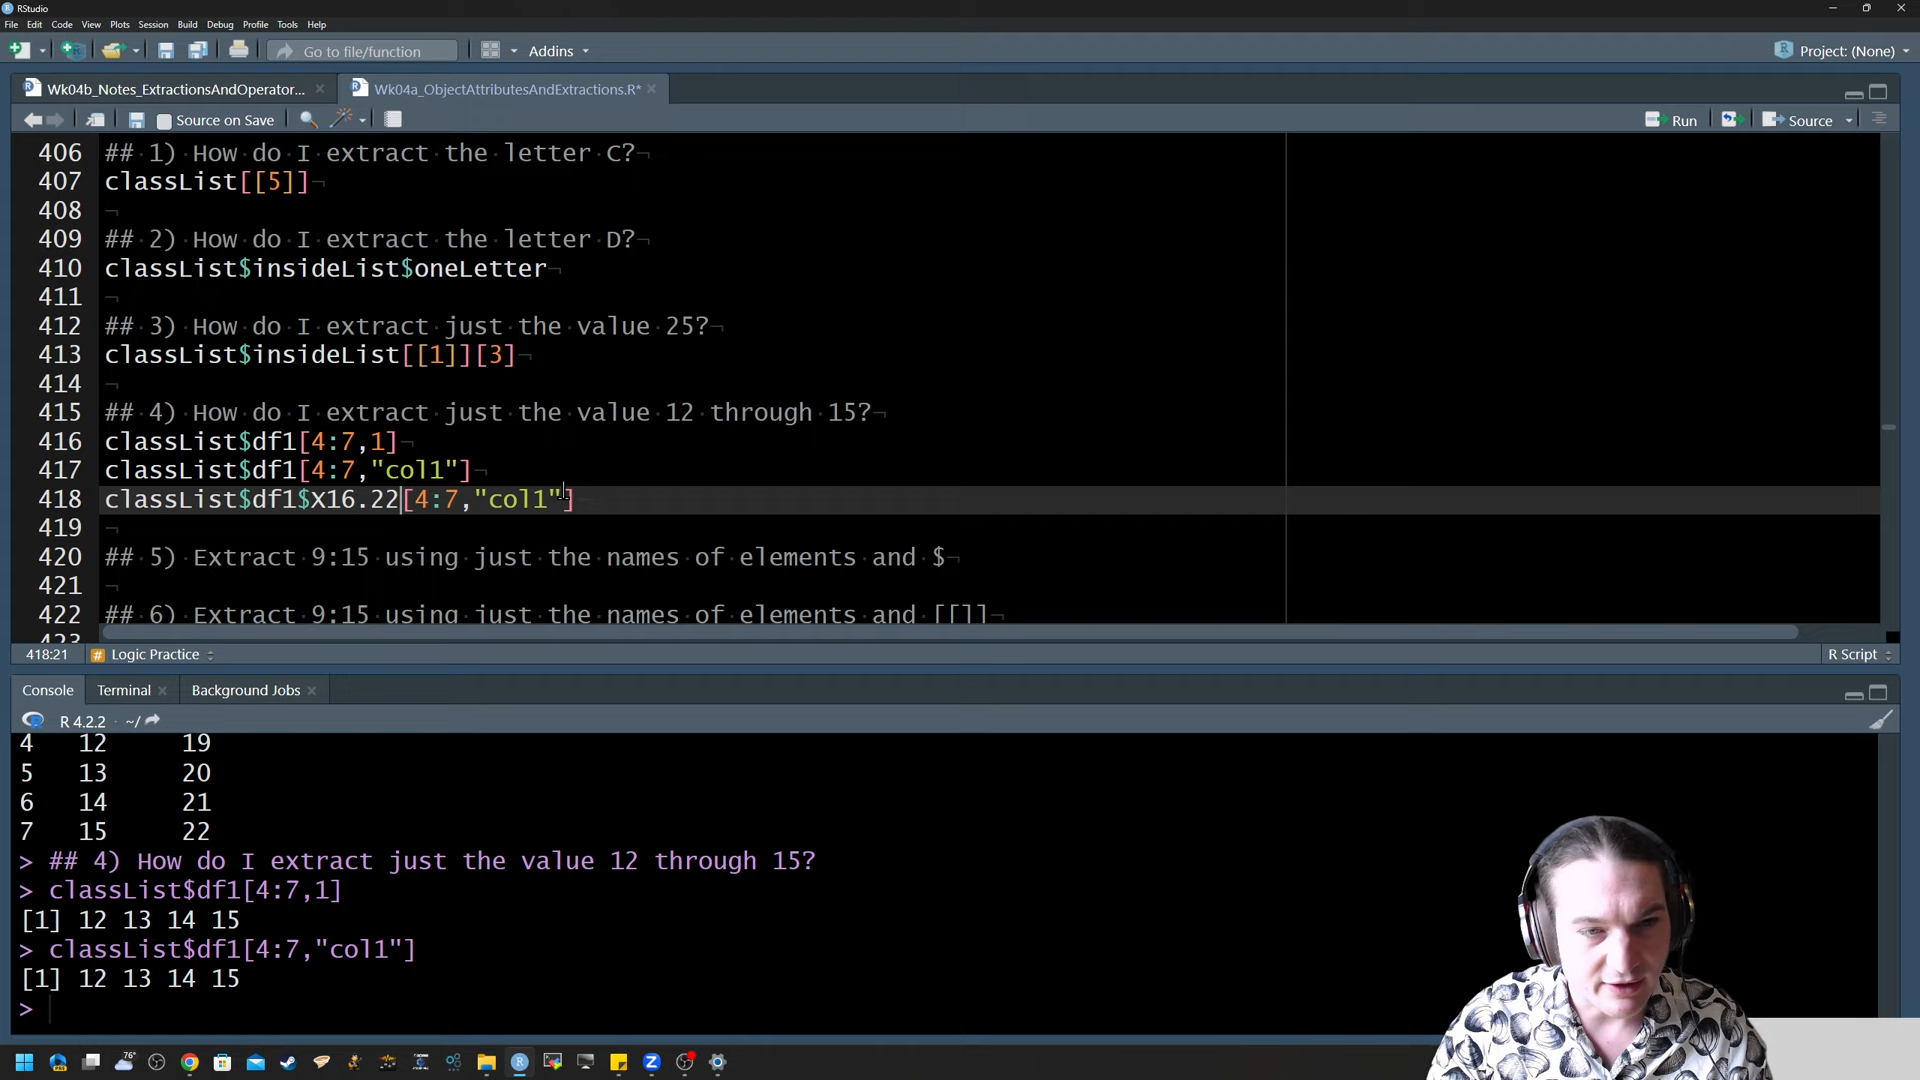 RStudio
File Edit Code View Plots Session Build Debug Profile Tools Help
Go to file/function Addins Project: (None)
Wk04b_Notes_ExtractionsAndOperator... Wk04a_ObjectAttributesAndExtractions.R*
Source on Save Run Source
406 ## 1) How do I extract the letter C?
407 classList[[5]]
408
409 ## 2) How do I extract the letter D?
410 classList$insideList$oneLetter
411
412 ## 3) How do I extract just the value 25?
413 classList$insideList[[1]][3]
414
415 ## 4) How do I extract just the value 12 through 15?
416 classList$df1[4:7,1]
417 classList$df1[4:7,"col1"]
418 classList$df1$X16.22[4:7,"col1"]
419
420 ## 5) Extract 9:15 using just the names of elements and $
421
422 ## 6) Extract 9:15 using just the names of elements and [[]]
423
418:21 # Logic Practice R Script
Console Terminal Background Jobs
R 4.2.2 · ~/
4 12 19
5 13 20
6 14 21
7 15 22
> ## 4) How do I extract just the value 12 through 15?
> classList$df1[4:7,1]
[1] 12 13 14 15
> classList$df1[4:7,"col1"]
[1] 12 13 14 15
>
76°